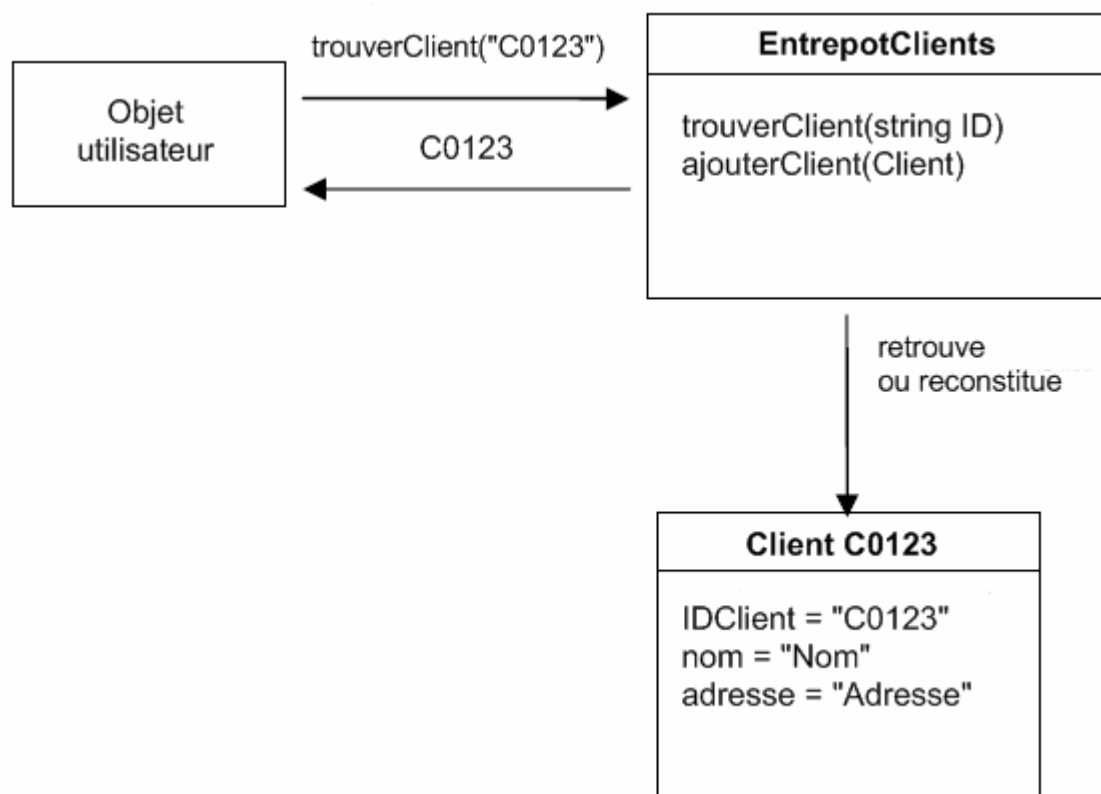 trouverClient("C0123")
Objet
utilisateur
C0123
EntrepotClients
trouverClient(string ID)
ajouterClient(Client)
retrouve
ou reconstitue
Client C0123
IDClient = "C0123"
nom = "Nom"
adresse = "Adresse"